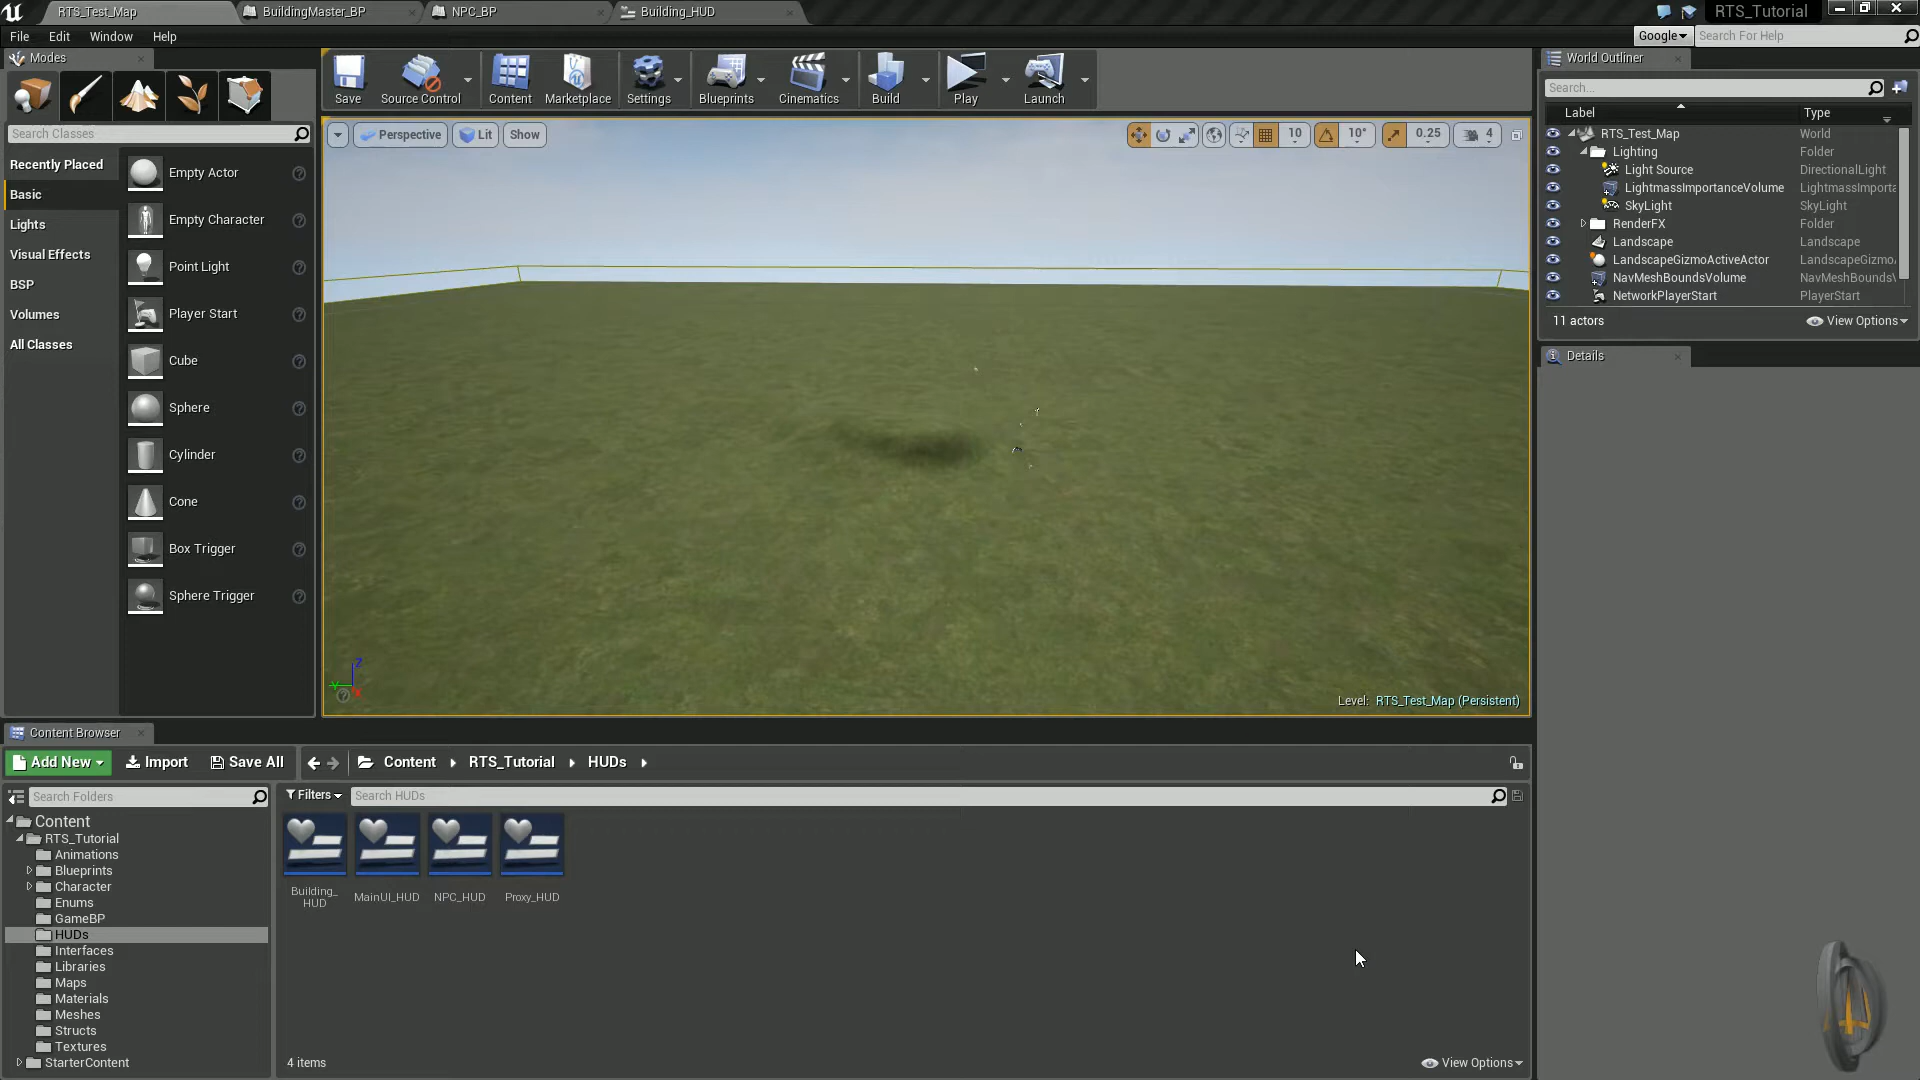 RTS_Test_Map
BuildingMaster_BP
NPC_BP
Building_HUD
RTS_Tutorial
File Edit Window Help
Google
Search For Help
Modes
Save
Source Control
Content
Marketplace
Settings
Blueprints
Cinematics
Build
Play
Launch
World Outliner
Search...
Label Type
Search Classes
Perspective Lit Show
10 10° 0.25 4
Recently Placed
Basic
Lights
Visual Effects
BSP
Volumes
All Classes
Empty Actor
Empty Character
Point Light
Player Start
Cube
Sphere
Cylinder
Cone
Box Trigger
Sphere Trigger
RTS_Test_Map World
Lighting Folder
Light Source DirectionalLight
LightmassImportanceVolume LightmassImporta
SkyLight SkyLight
RenderFX Folder
Landscape Landscape
LandscapeGizmoActiveActor LandscapeGizmo
NavMeshBoundsVolume NavMeshBounds
NetworkPlayerStart PlayerStart
11 actors
View Options
Details
Z
Y
X
Level: RTS_Test_Map (Persistent)
Content Browser
Add New
Import
Save All
Content
RTS_Tutorial
HUDs
Search Folders
Filters
Search HUDs
Content
RTS_Tutorial
Animations
Blueprints
Character
Enums
GameBP
HUDs
Interfaces
Libraries
Maps
Materials
Meshes
Structs
Textures
StarterContent
Building_
HUD
MainUI_HUD
NPC_HUD
Proxy_HUD
4 items
View Options